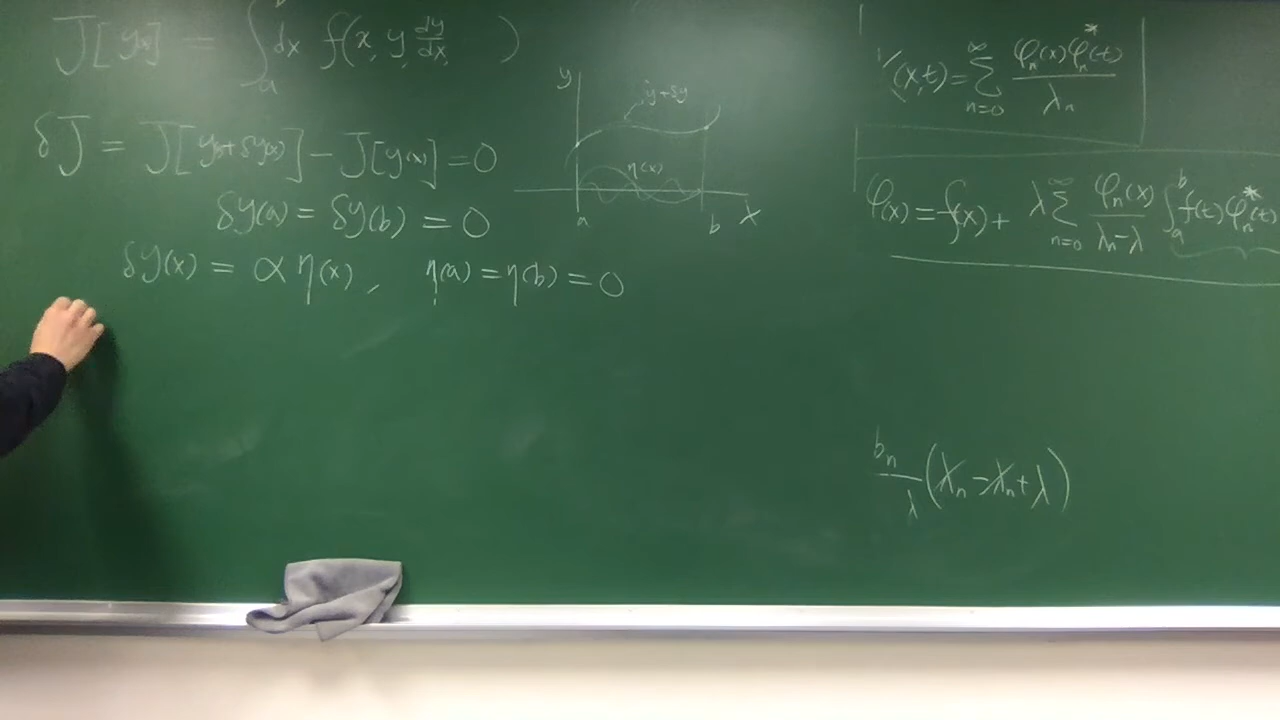 J[y(x)] = ∫_a^b dx f(x, y, dy/dx )
δJ = J[y(x)+δy(x)] − J[y(x)] = 0
δy(a) = δy(b) = 0
δy(x) = α η(x), η(a) = η(b) = 0
y
y+δy
η(x)
a b x
(x,t) = Σ_{n=0}^∞ φ_n(x) φ_n^*(t) / λ_n
φ(x) = f(x) + λ Σ_{n=0}^∞ φ_n(x) / (λ_n − λ) ∫_a^b f(t) φ_n^*(t)
b_n / λ (λ_n − λ_n + λ)